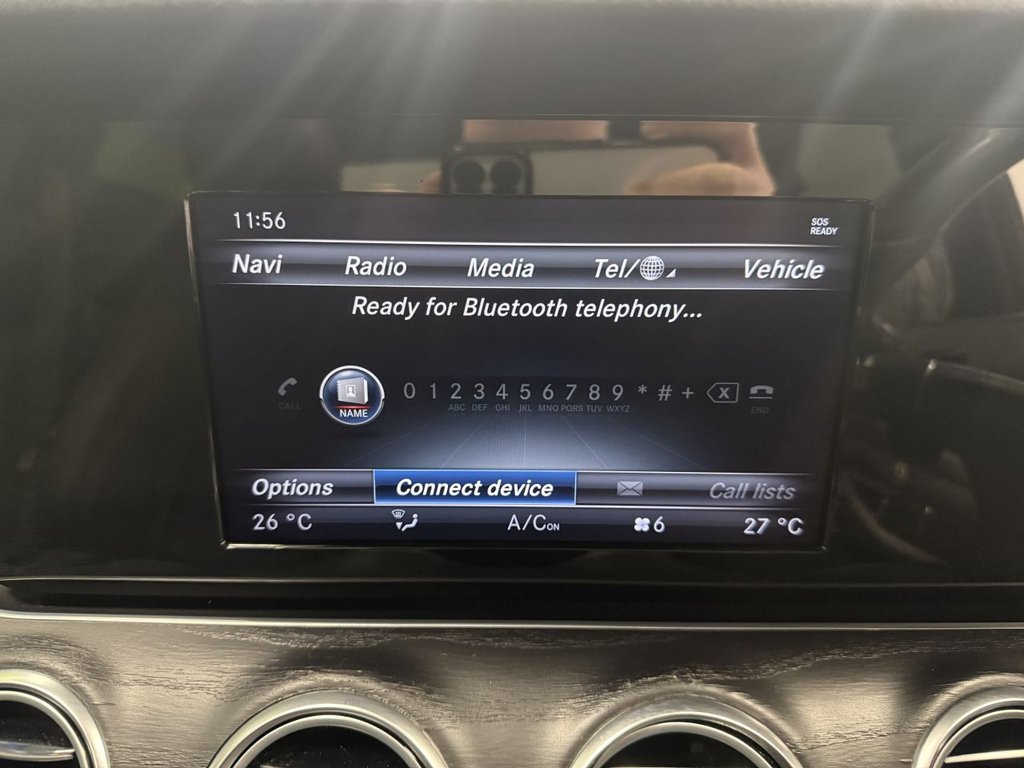 11:56 SOS READY
Navi Radio Media Tel/ Vehicle
Ready for Bluetooth telephony...
CALL NAME 0 1 2 3 4 5 6 7 8 9 * # + X END
ABC DEF GHI JKL MNO PQRS TUV WXYZ
Options Connect device Call lists
26 °C A/C ON 6 27 °C